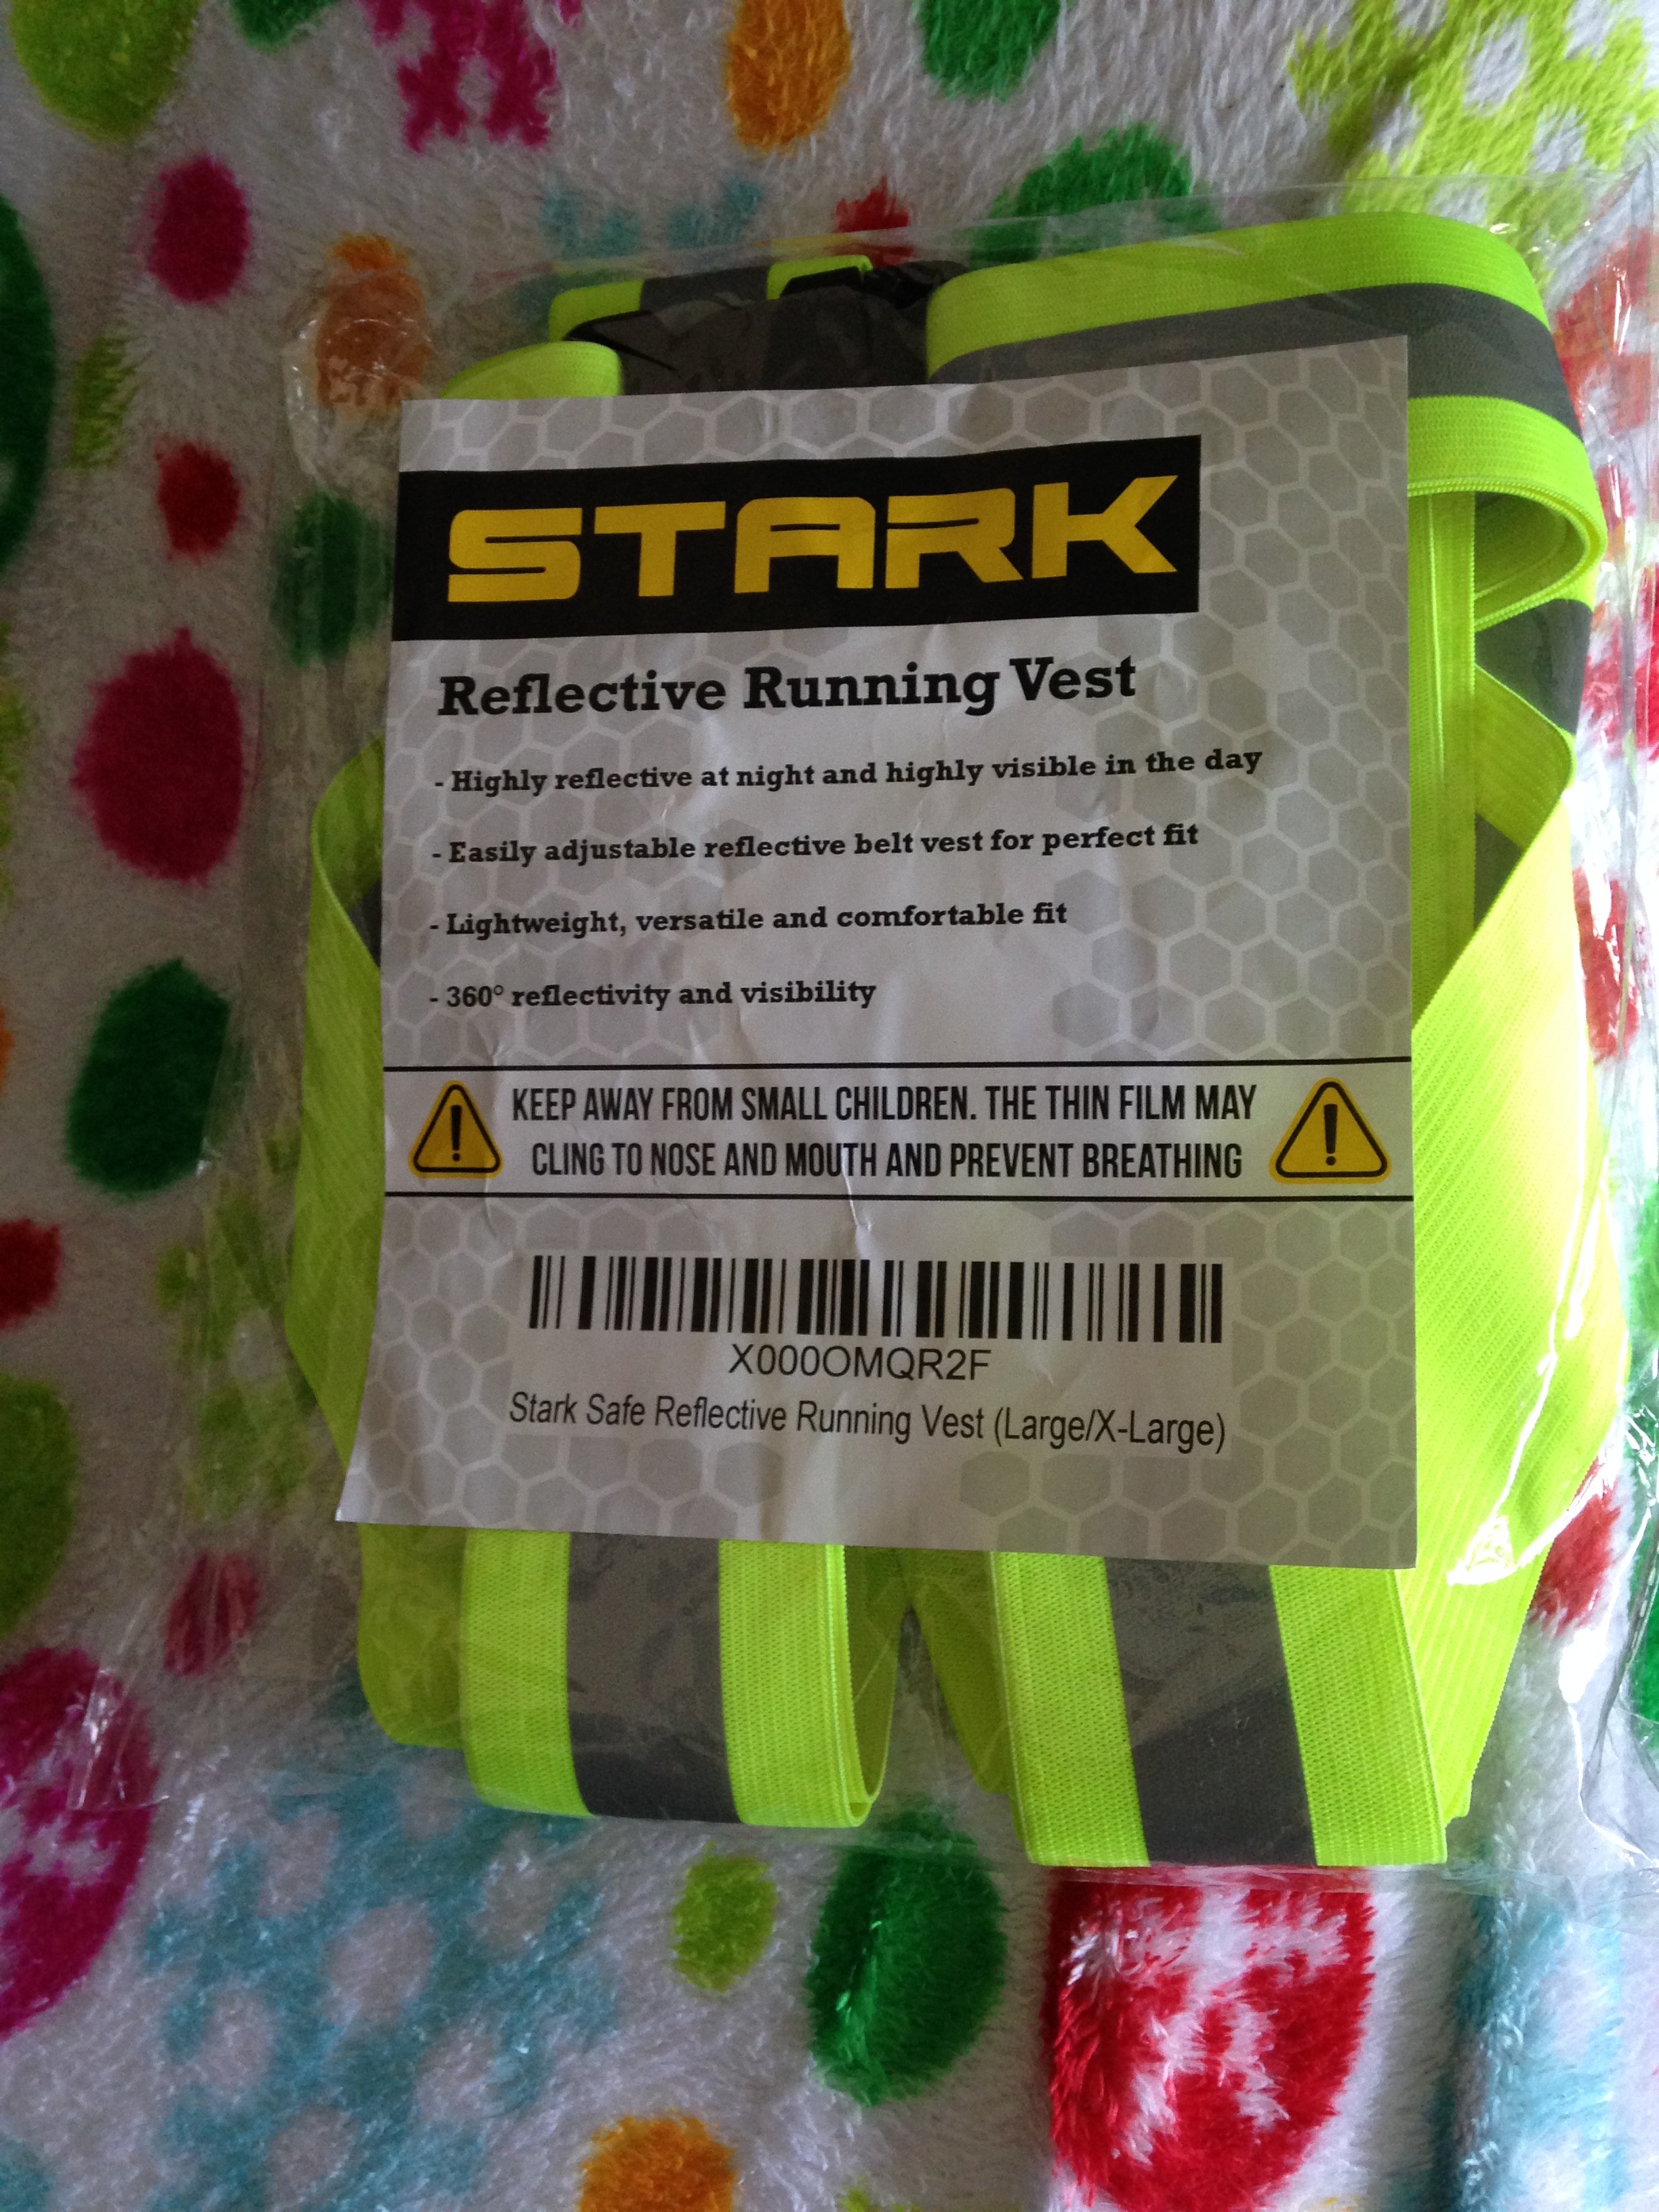 STARK
Reflective Running Vest
- Highly reflective at night and highly visible in the day
- Easily adjustable reflective belt vest for perfect fit
- Lightweight, versatile and comfortable fit
- 360° reflectivity and visibility
KEEP AWAY FROM SMALL CHILDREN. THE THIN FILM MAY
CLING TO NOSE AND MOUTH AND PREVENT BREATHING
X000OMQR2F
Stark Safe Reflective Running Vest (Large/X-Large)